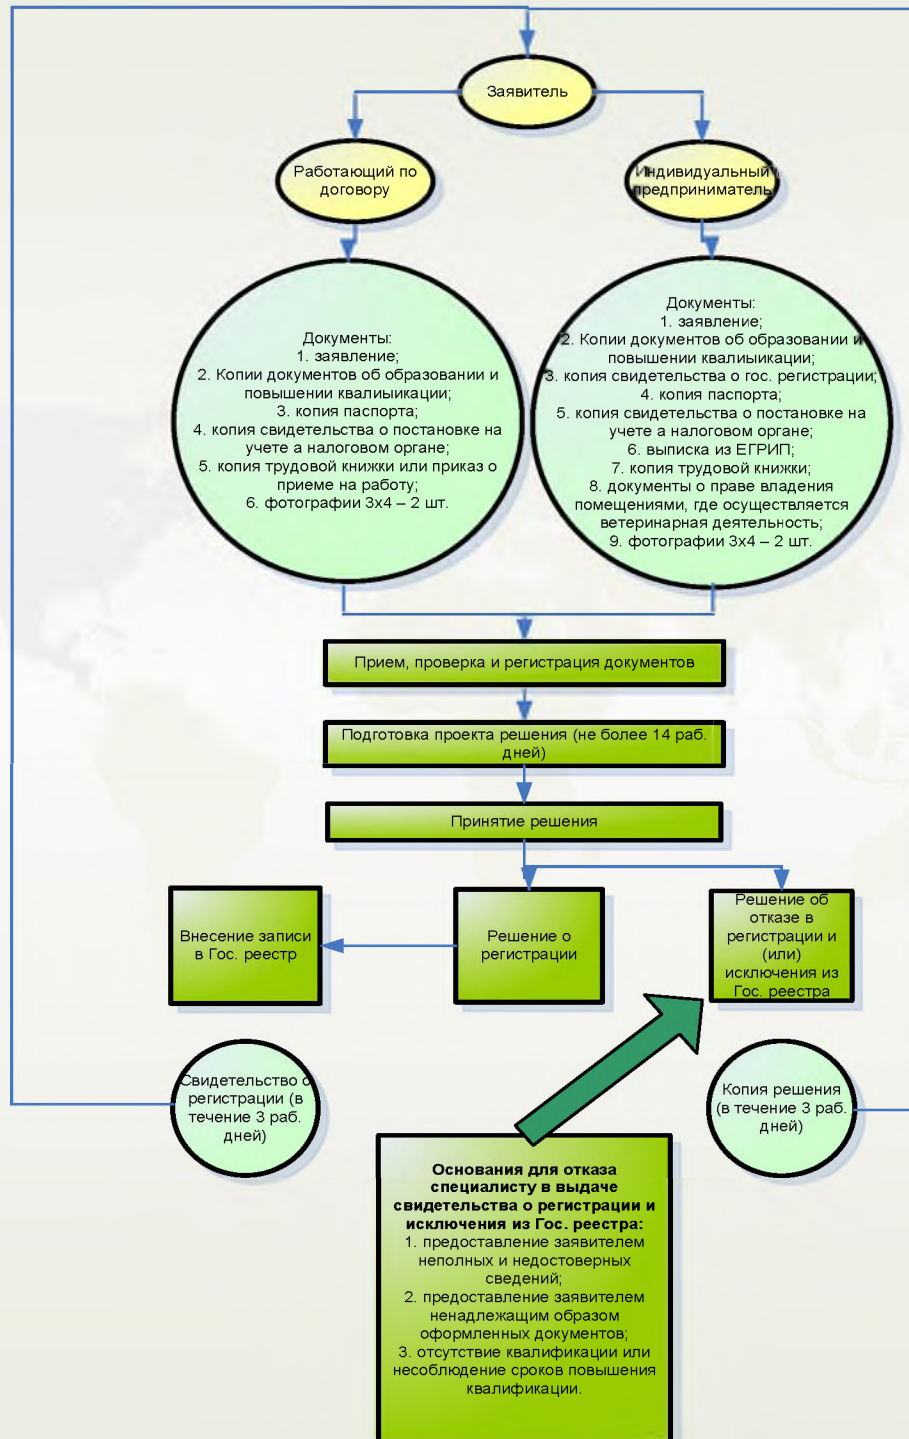 Заявитель
Работающий по
договору
Индивидуальный
предприниматель
Документы:
1. заявление;
2. Копии документов об образовании и
повышении квалиыикации;
3. копия паспорта;
4. копия свидетельства о постановке на
учете а налоговом органе;
5. копия трудовой книжки или приказ о
приеме на работу;
6. фотографии 3х4 – 2 шт.
Документы:
1. заявление;
2. Копии документов об образовании и
повышении квалиыикации;
3. копия свидетельства о гос. регистрации;
4. копия паспорта;
5. копия свидетельства о постановке на
учете а налоговом органе;
6. выписка из ЕГРИП;
7. копия трудовой книжки;
8. документы о праве владения
помещениями, где осуществляется
ветеринарная деятельность;
9. фотографии 3х4 – 2 шт.
Прием, проверка и регистрация документов
Подготовка проекта решения (не более 14 раб.
дней)
Принятие решения
Внесение записи
в Гос. реестр
Решение о
регистрации
Решение об
отказе в
регистрации и
(или)
исключения из
Гос. реестра
Свидетельство о
регистрации (в
течение 3 раб.
дней)
Копия решения
(в течение 3 раб.
дней)
Основания для отказа
специалисту в выдаче
свидетельства о регистрации и
исключения из Гос. реестра:
1. предоставление заявителем
неполных и недостоверных
сведений;
2. предоставление заявителем
ненадлежащим образом
оформленных документов;
3. отсутствие квалификации или
несоблюдение сроков повышения
квалификации.